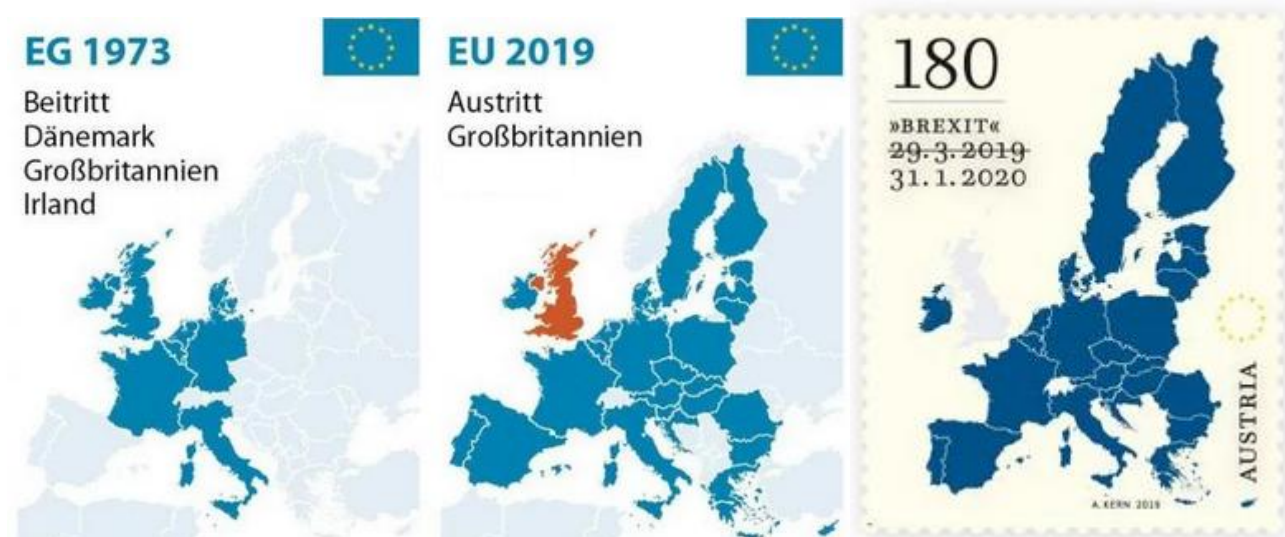 EG 1973
Beitritt
Dänemark
Großbritannien
Irland
EU 2019
Austritt
Großbritannien
180
»BREXIT«
29.3.2019
31.1.2020
AUSTRIA
A. KERN 2019